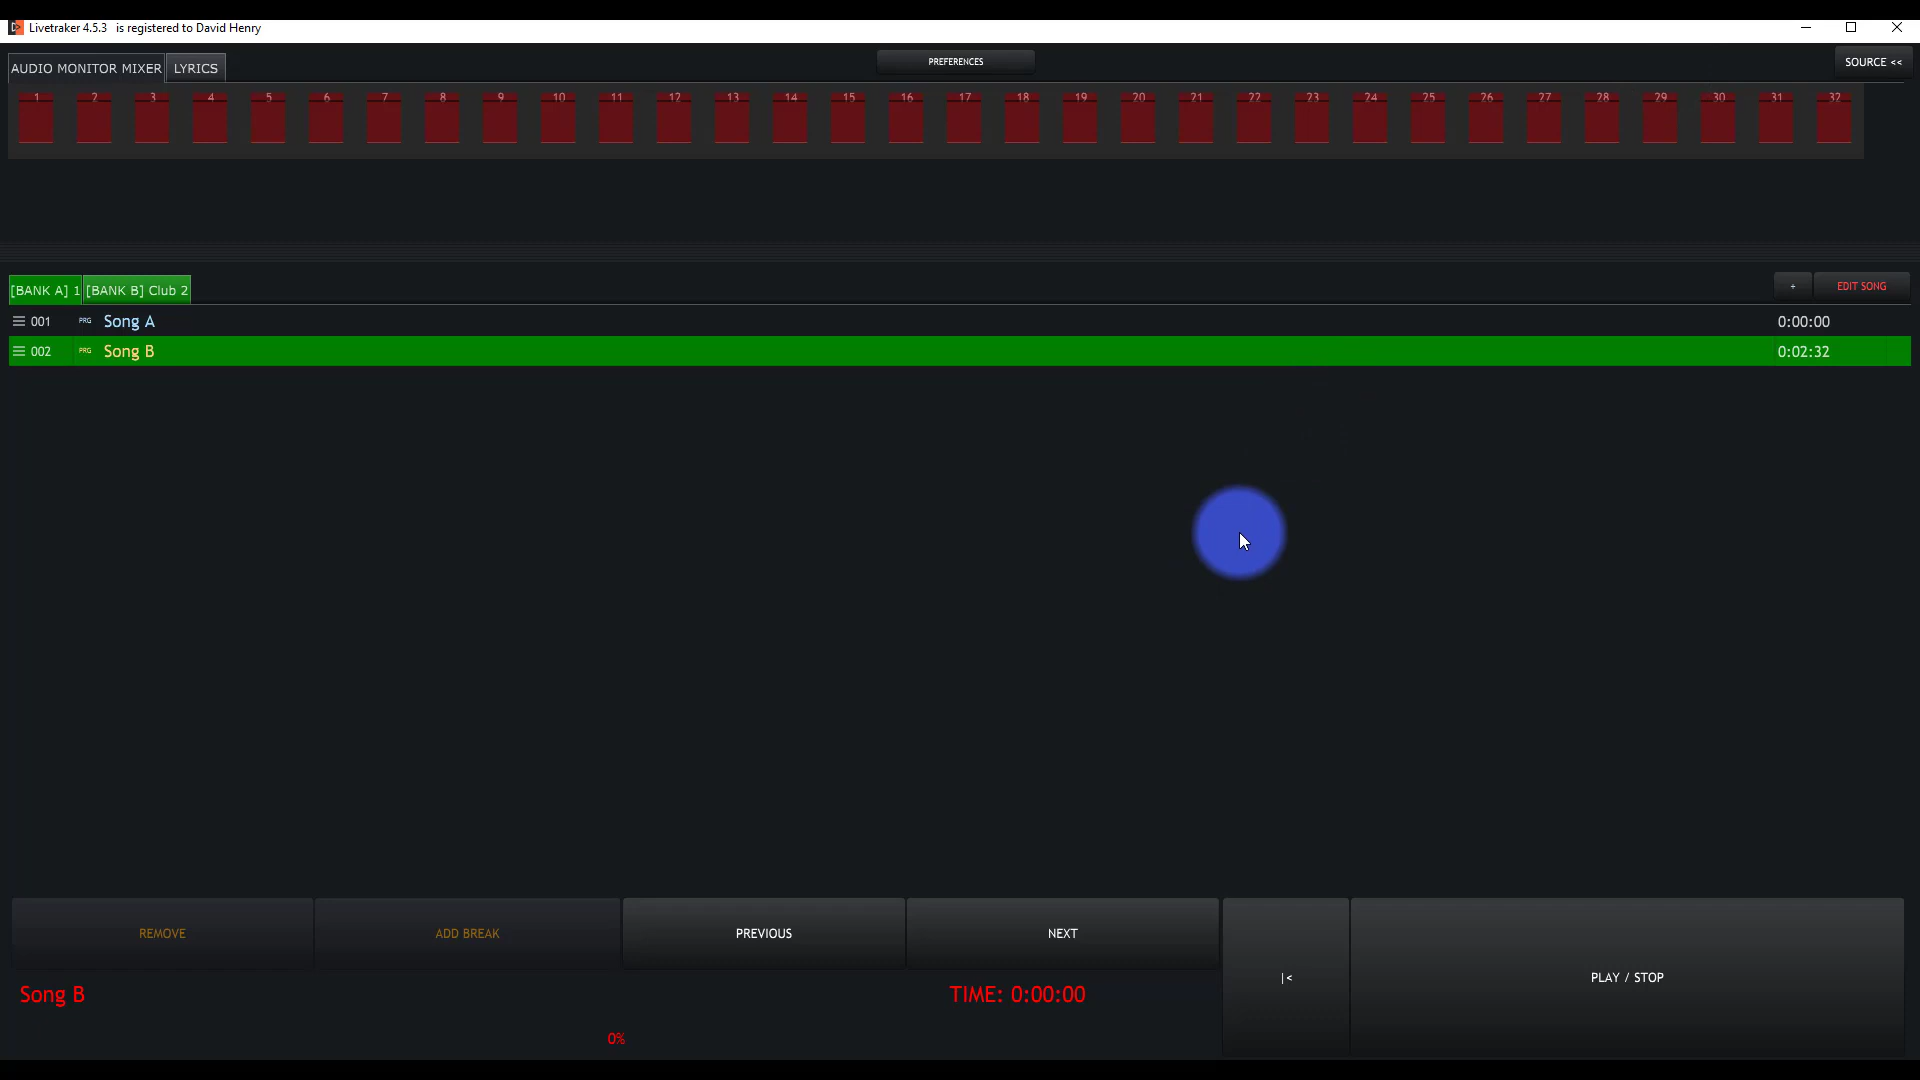 Livetraker 4.5.3 is registered to David Henry
AUDIO MONITOR MIXER LYRICS PREFERENCES SOURCE <<
1 2 3 4 5 6 7 8 9 10 11 12 13 14 15 16 17 18 19 20 21 22 23 24 25 26 27 28 29 30 31 32
[BANK A] 1 [BANK B] Club 2 + EDIT SONG
001 PRG Song A 0:00:00
002 PRG Song B 0:02:32
REMOVE ADD BREAK PREVIOUS NEXT
|< PLAY / STOP
Song B TIME: 0:00:00
0%